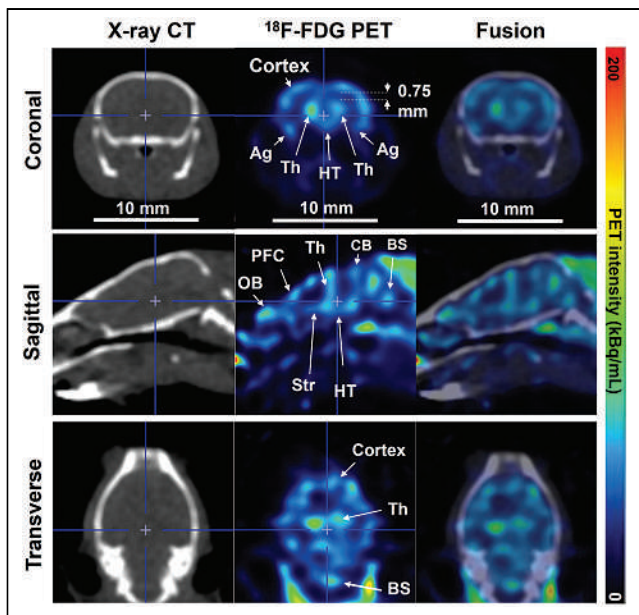 X-ray CT
¹⁸F-FDG PET
Fusion
Coronal
Cortex
0.75
mm
Ag
Th
HT
Th
Ag
10 mm
10 mm
10 mm
Sagittal
OB
PFC
Th
CB
BS
Str
HT
Transverse
Cortex
Th
BS
200
PET intensity (kBq/mL)
0